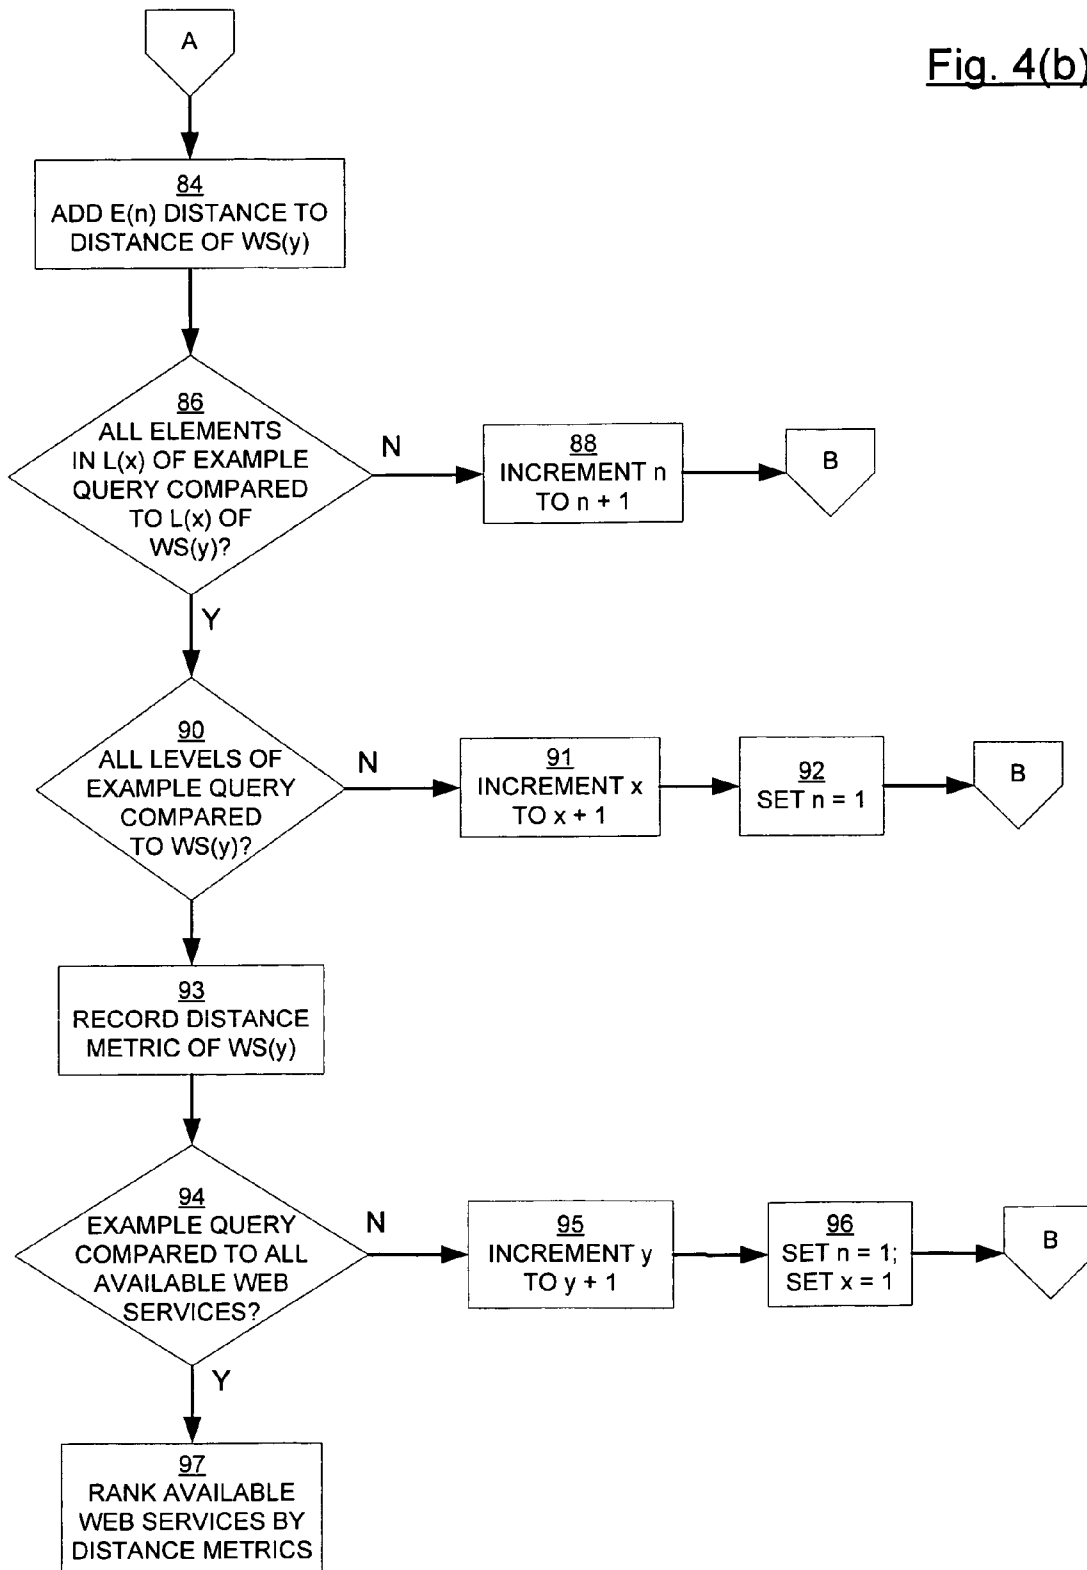 A
Fig. 4(b)
84
ADD E(n) DISTANCE TO
DISTANCE OF WS(y)
86
ALL ELEMENTS
IN L(x) OF EXAMPLE
QUERY COMPARED
TO L(x) OF
WS(y)?
N
88
INCREMENT n
TO n + 1
B
Y
90
ALL LEVELS OF
EXAMPLE QUERY
COMPARED
TO WS(y)?
N
91
INCREMENT x
TO x + 1
92
SET n = 1
B
93
RECORD DISTANCE
METRIC OF WS(y)
94
EXAMPLE QUERY
COMPARED TO ALL
AVAILABLE WEB
SERVICES?
N
95
INCREMENT y
TO y + 1
96
SET n = 1;
SET x = 1
B
Y
97
RANK AVAILABLE
WEB SERVICES BY
DISTANCE METRICS